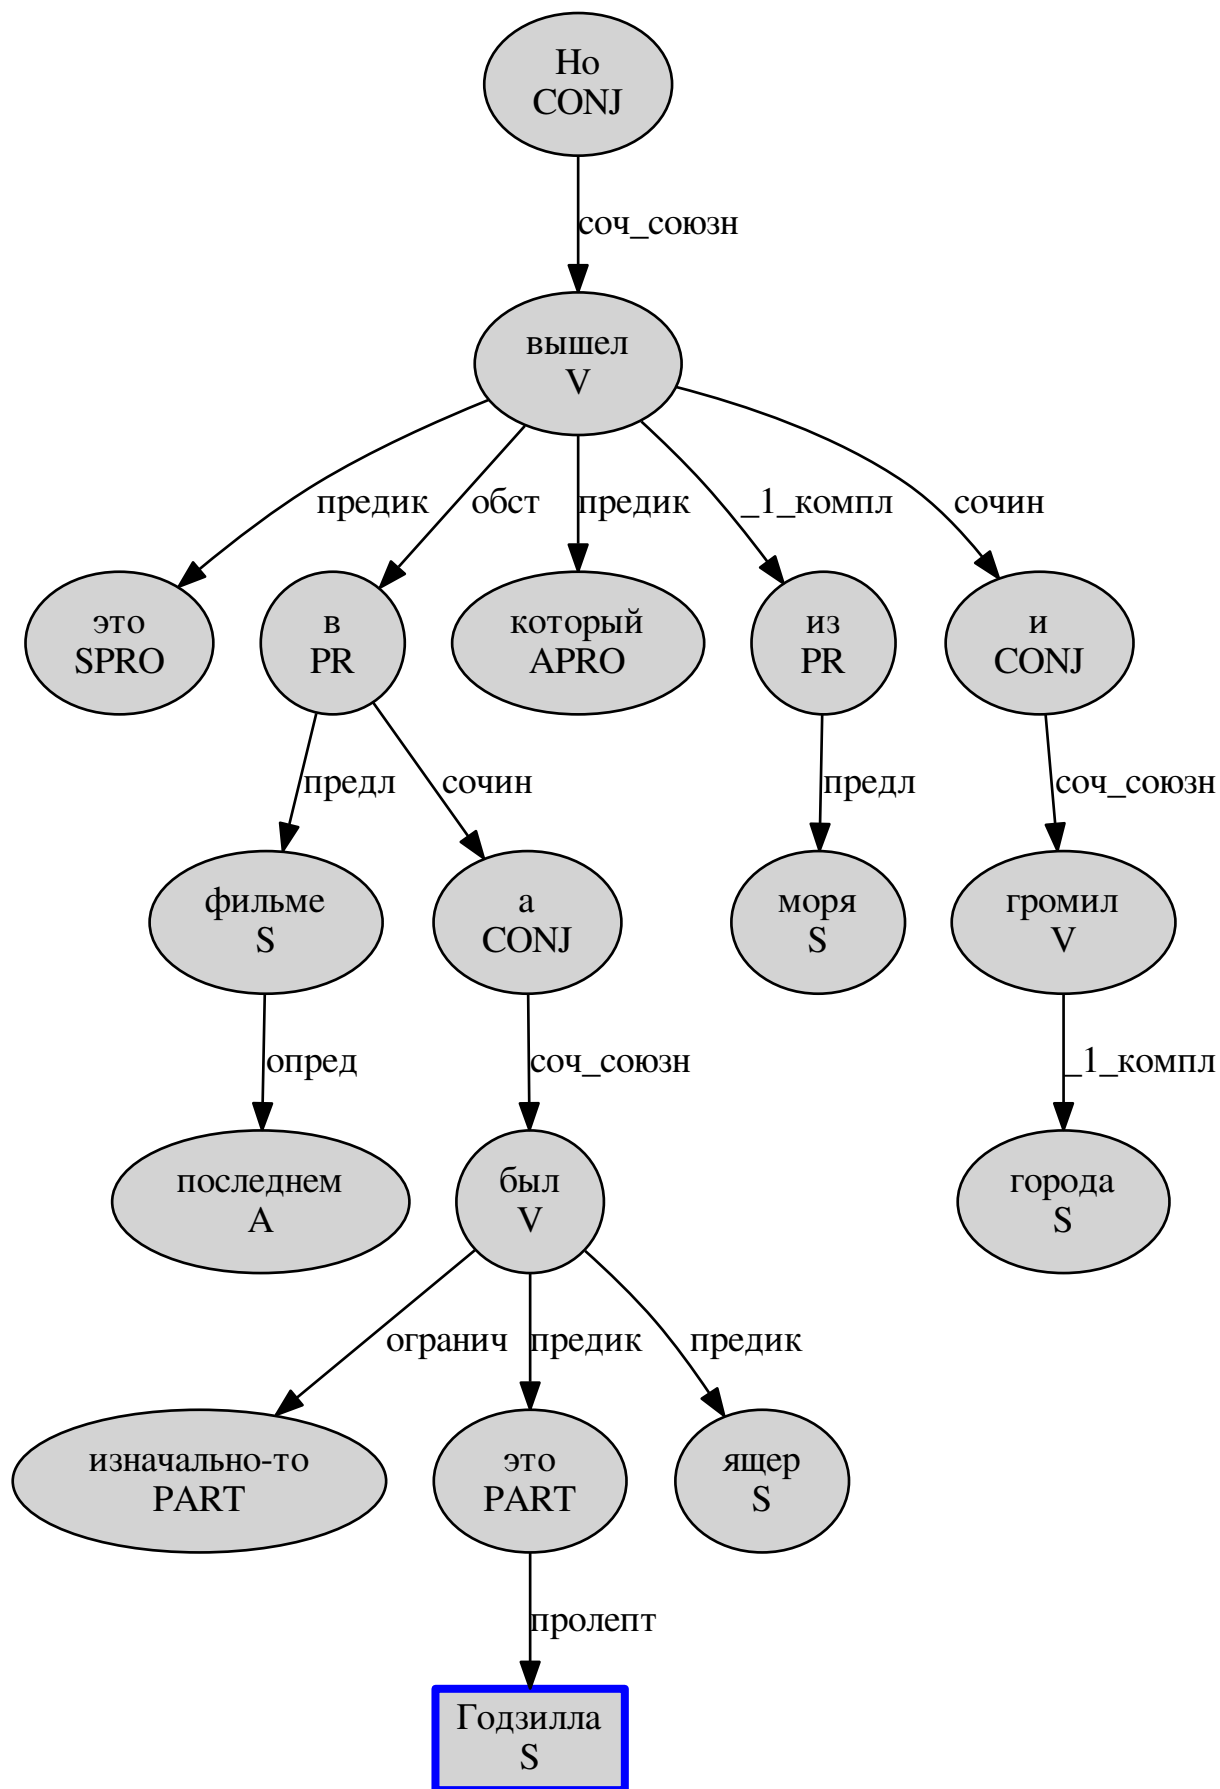 Но
CONJ
соч_союзн
вышел
V
предик
обст
предик
_1_компл
сочин
это
SPRO
в
PR
который
APRO
из
PR
и
CONJ
предл
сочин
предл
соч_союзн
фильме
S
а
CONJ
моря
S
громил
V
опред
соч_союзн
_1_компл
последнем
A
был
V
города
S
огранич
предик
предик
изначально-то
PART
это
PART
ящер
S
пролепт
Годзилла
S